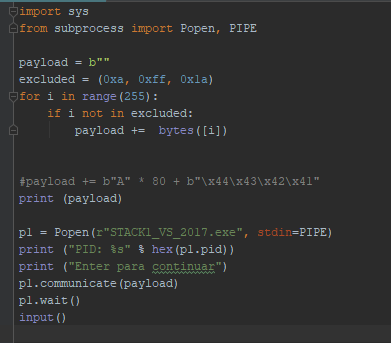 import sys
from subprocess import Popen, PIPE
payload = b""
excluded = (0xa, 0xff, 0x1a)
for i in range(255):
    if i not in excluded:
        payload +=  bytes([i])
#payload += b"A" * 80 + b"\x44\x43\x42\x41"
print (payload)
p1 = Popen(r"STACK1_VS_2017.exe", stdin=PIPE)
print ("PID: %s" % hex(p1.pid))
print ("Enter para continuar")
p1.communicate(payload)
p1.wait()
input()